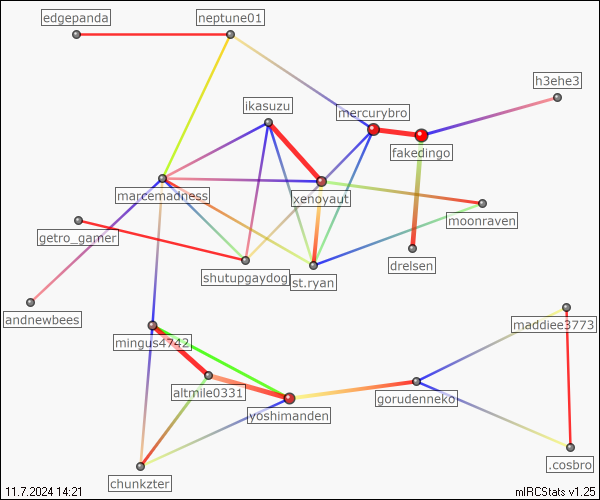 edgepanda
neptune01
h3ehe3
ikasuzu
mercurybro
fakedingo
marcemadness
xenoyaut
moonraven
getro_gamer
shutupgaydog
st.ryan
drelsen
andnewbees
maddiee3773
mingus4742
altmile0331
gorudenneko
yoshimanden
.cosbro
chunkzter
11.7.2024 14:21
mIRCStats v1.25